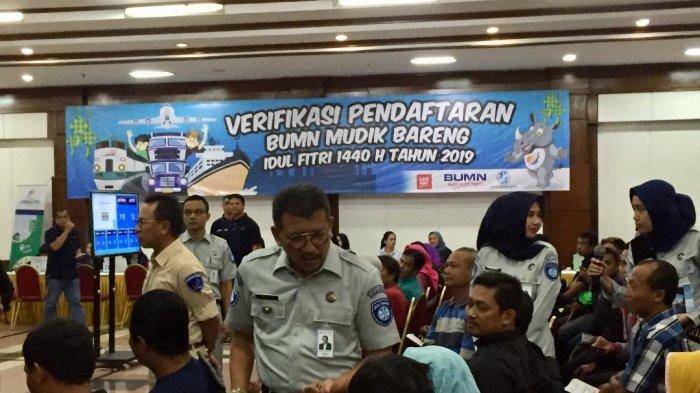 VERIFIKASI PENDAFTARAN
BUMN MUDIK BARENG
IDUL FITRI 1440 H TAHUN 2019
BUMN